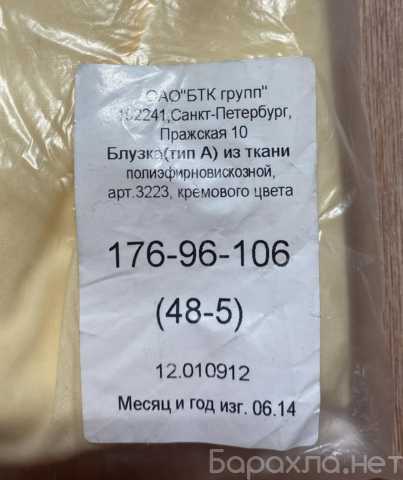 ОАО"БТК групп"
192241,Санкт-Петербург,
Пражская 10
Блузка(тип А) из ткани
полиэфирновискозной,
арт.3223, кремового цвета
176-96-106
(48-5)
12.010912
Месяц и год изг. 06.14
Барахла.нет